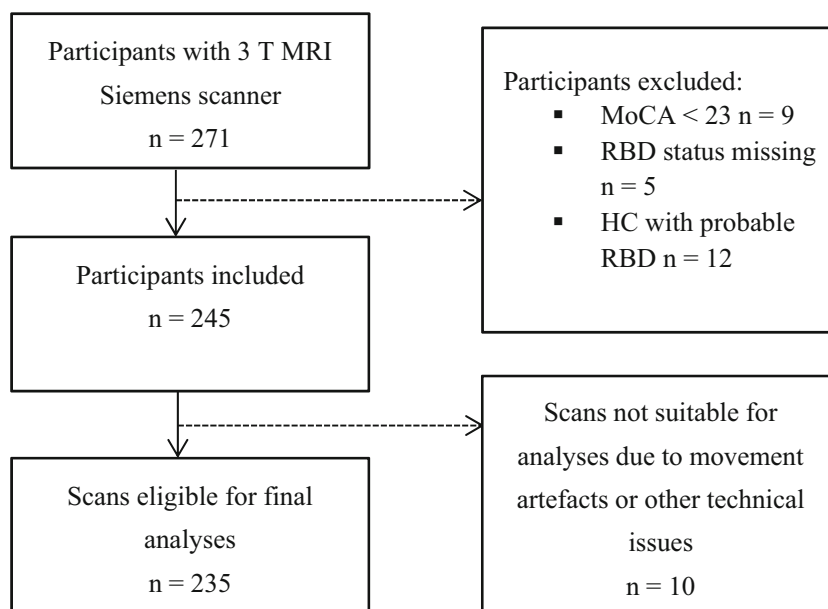 Participants with 3 T MRI
Siemens scanner
n = 271
Participants excluded:
▪ MoCA < 23 n = 9
▪ RBD status missing
n = 5
▪ HC with probable
RBD n = 12
Participants included
n = 245
Scans not suitable for
analyses due to movement
artefacts or other technical
issues
n = 10
Scans eligible for final
analyses
n = 235